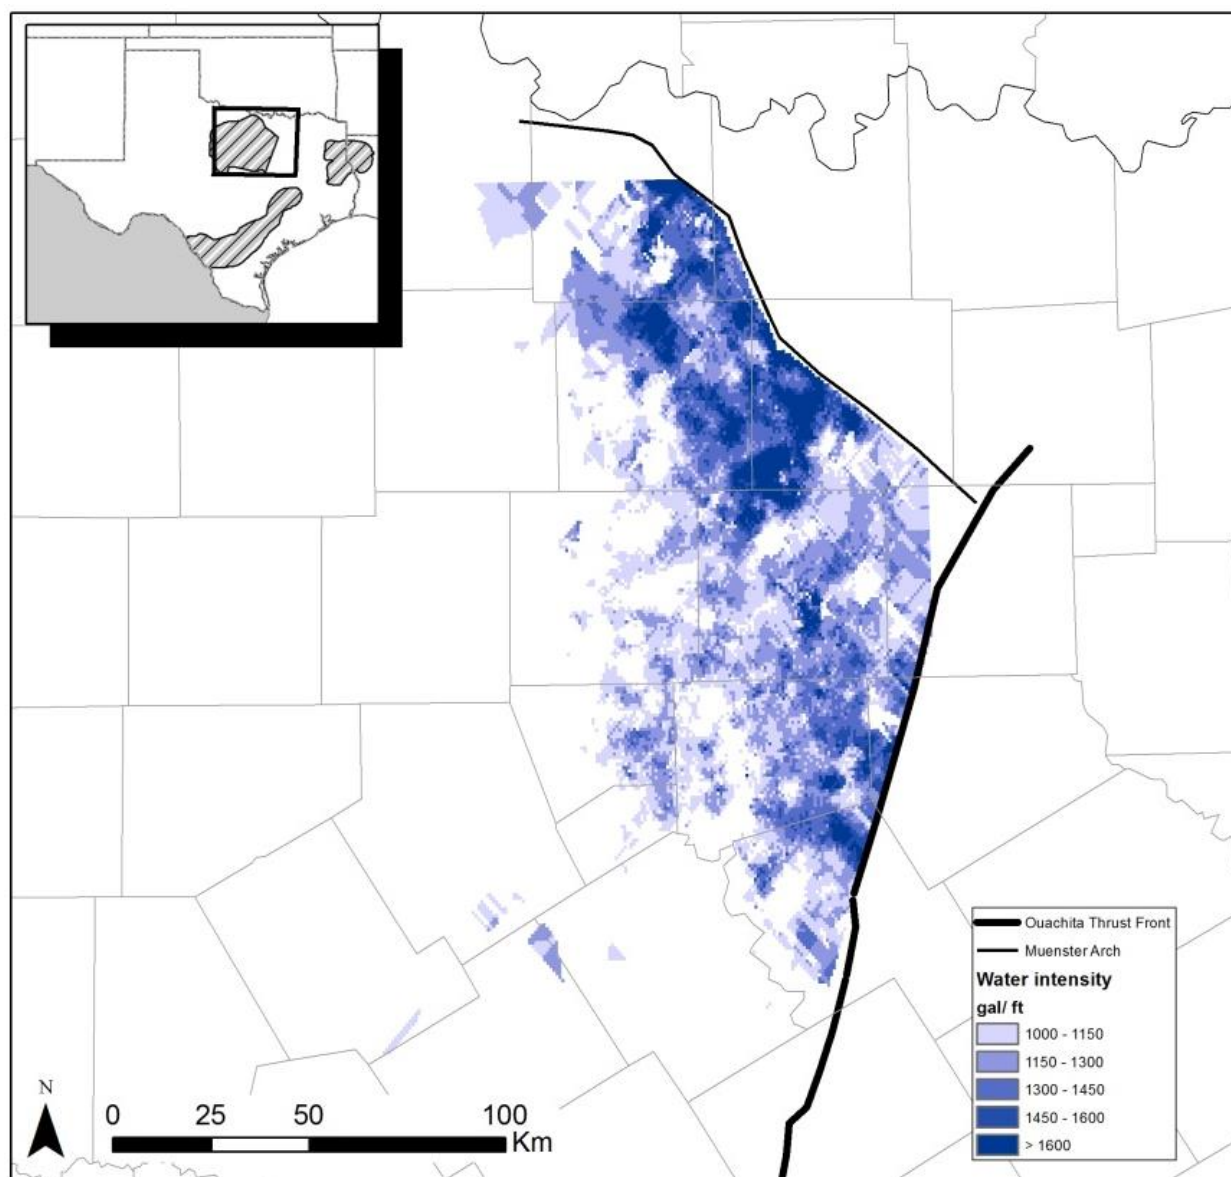 Ouachita Thrust Front
Muenster Arch
Water intensity
gal/ ft
1000 - 1150
1150 - 1300
1300 - 1450
1450 - 1600
> 1600
N
0 25 50 100
Km